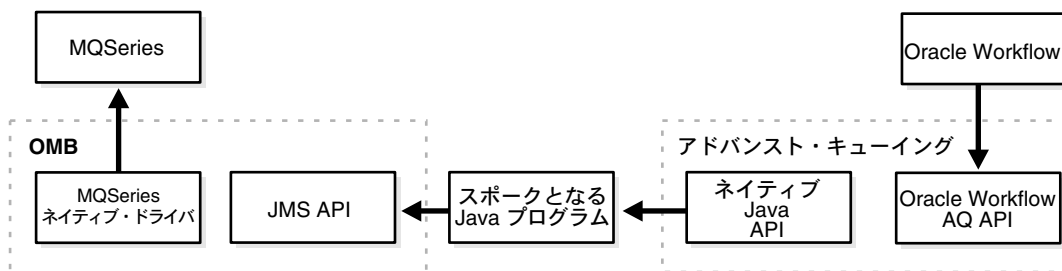 MQSeries
Oracle Workflow
OMB
アドバンスト・キューイング
MQSeries
ネイティブ・ドライバ
JMS API
スポークとなる
Java プログラム
ネイティブ
Java
API
Oracle Workflow
AQ API